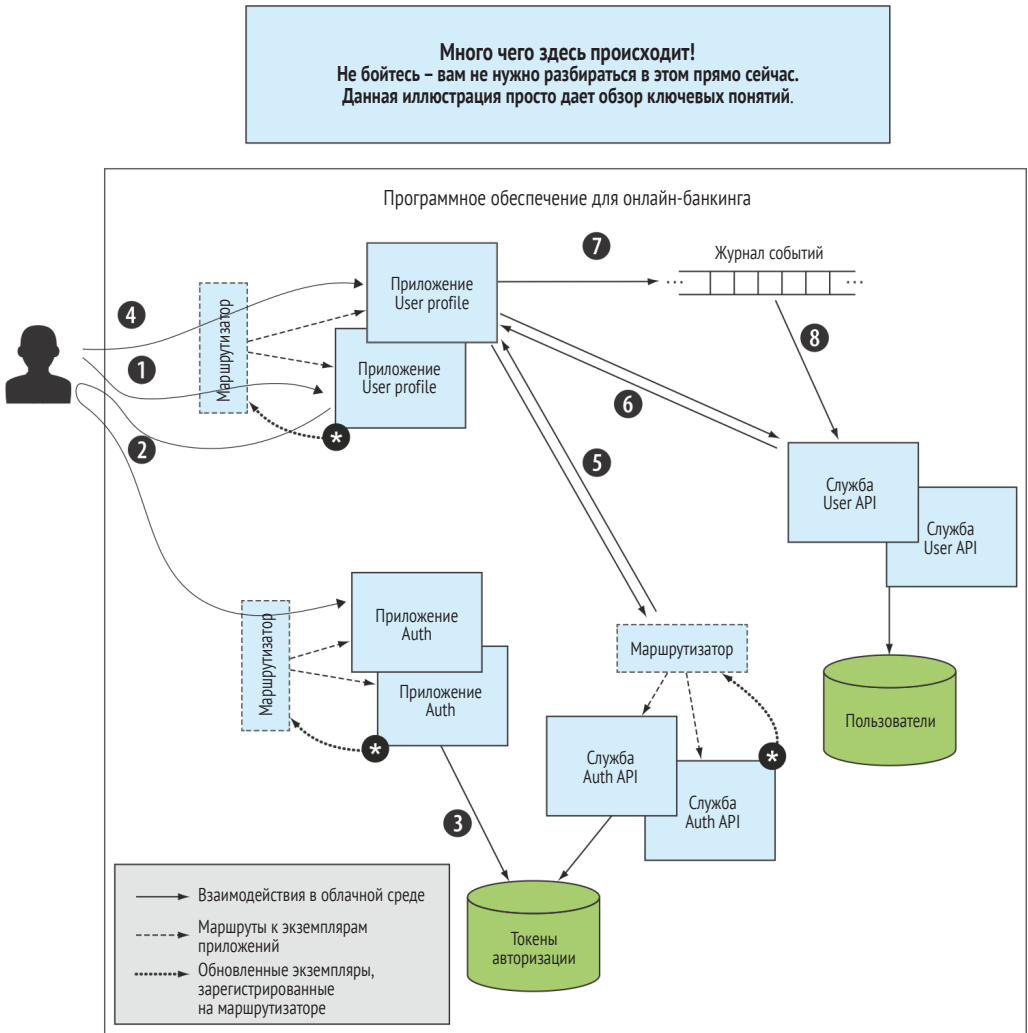 Много чего здесь происходит!
Не бойтесь – вам не нужно разбираться в этом прямо сейчас.
Данная иллюстрация просто дает обзор ключевых понятий.
Программное обеспечение для онлайн-банкинга
7
Журнал событий
Приложение
User profile
4
Маршрутизатор
8
1
Приложение
User profile
6
*
2
5
Служба
User API
Служба
User API
Приложение
Auth
Маршрутизатор
Маршрутизатор
Приложение
Auth
Пользователи
*
*
Служба
Auth API
Служба
Auth API
3
Взаимодействия в облачной среде
Маршруты к экземплярам
приложений
Обновленные экземпляры,
зарегистрированные
на маршрутизаторе
Токены
авторизации